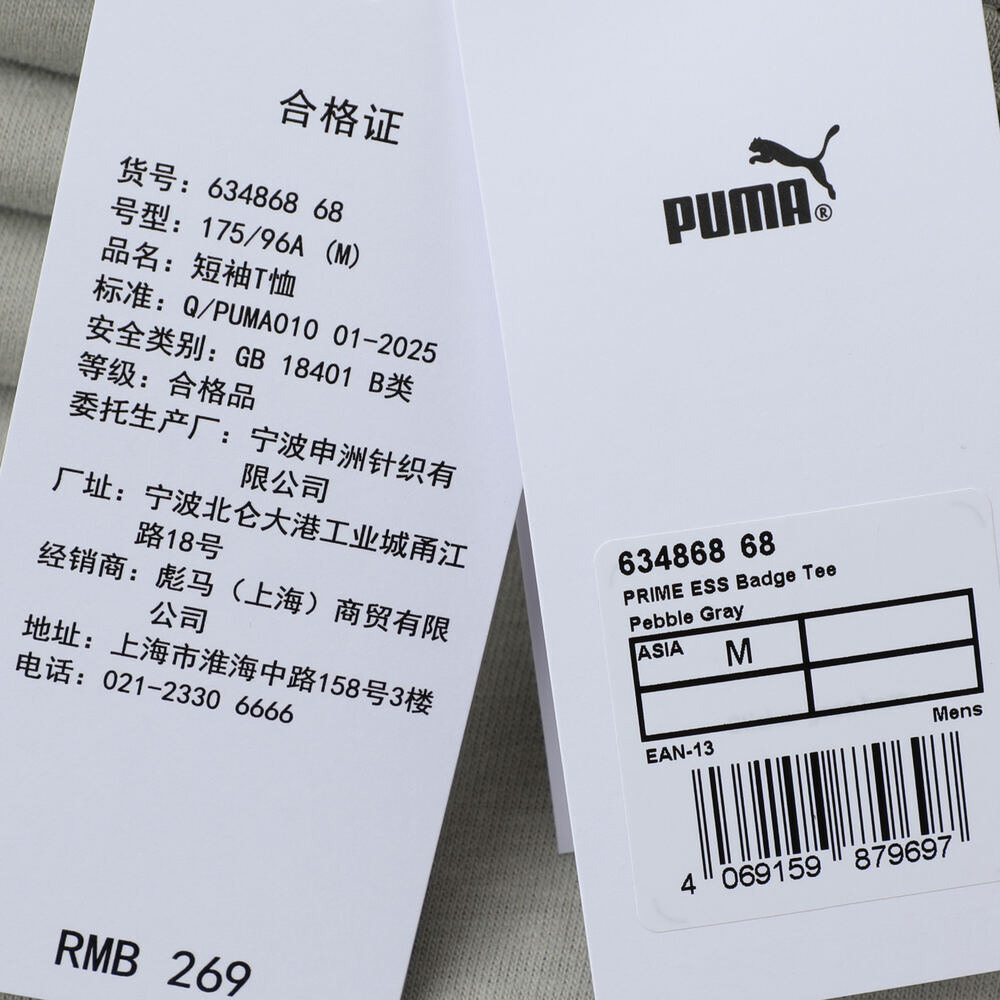 合格证
货号：634868 68
号型：175/96A (M)
品名：短袖T恤
标准：Q/PUMA010 01-2025
安全类别：GB 18401 B类
等级：合格品
委托生产厂：宁波申洲针织有
限公司
厂址：宁波北仑大港工业城甬江
路18号
经销商：彪马（上海）商贸有限
公司
地址：上海市淮海中路158号3楼
电话：021-2330 6666
RMB 269
PUMA®
634868 68
PRIME ESS Badge Tee
Pebble Gray
ASIA M
Mens
EAN-13
4 069159 879697